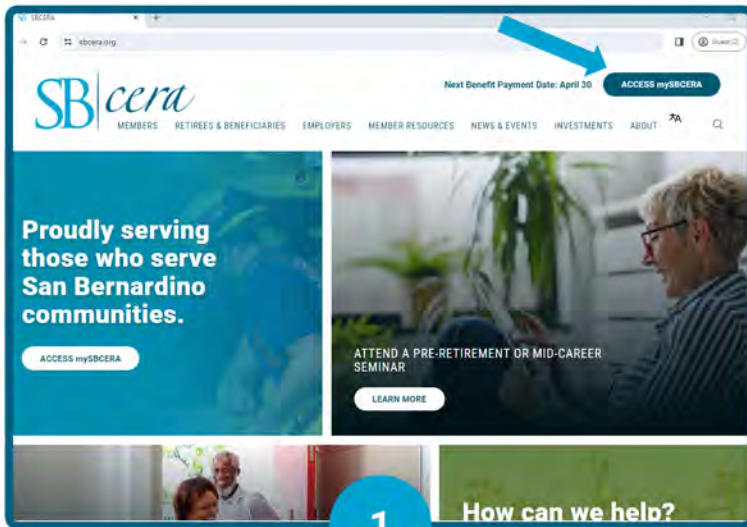 SBCERA
sbcera.org
Guest (2)
Next Benefit Payment Date: April 30
ACCESS mySBCERA
SB cera
MEMBERS RETIREES & BENEFICIARIES EMPLOYERS MEMBER RESOURCES NEWS & EVENTS INVESTMENTS ABOUT
Proudly serving
those who serve
San Bernardino
communities.
ACCESS mySBCERA
ATTEND A PRE-RETIREMENT OR MID-CAREER
SEMINAR
LEARN MORE
1
How can we help?